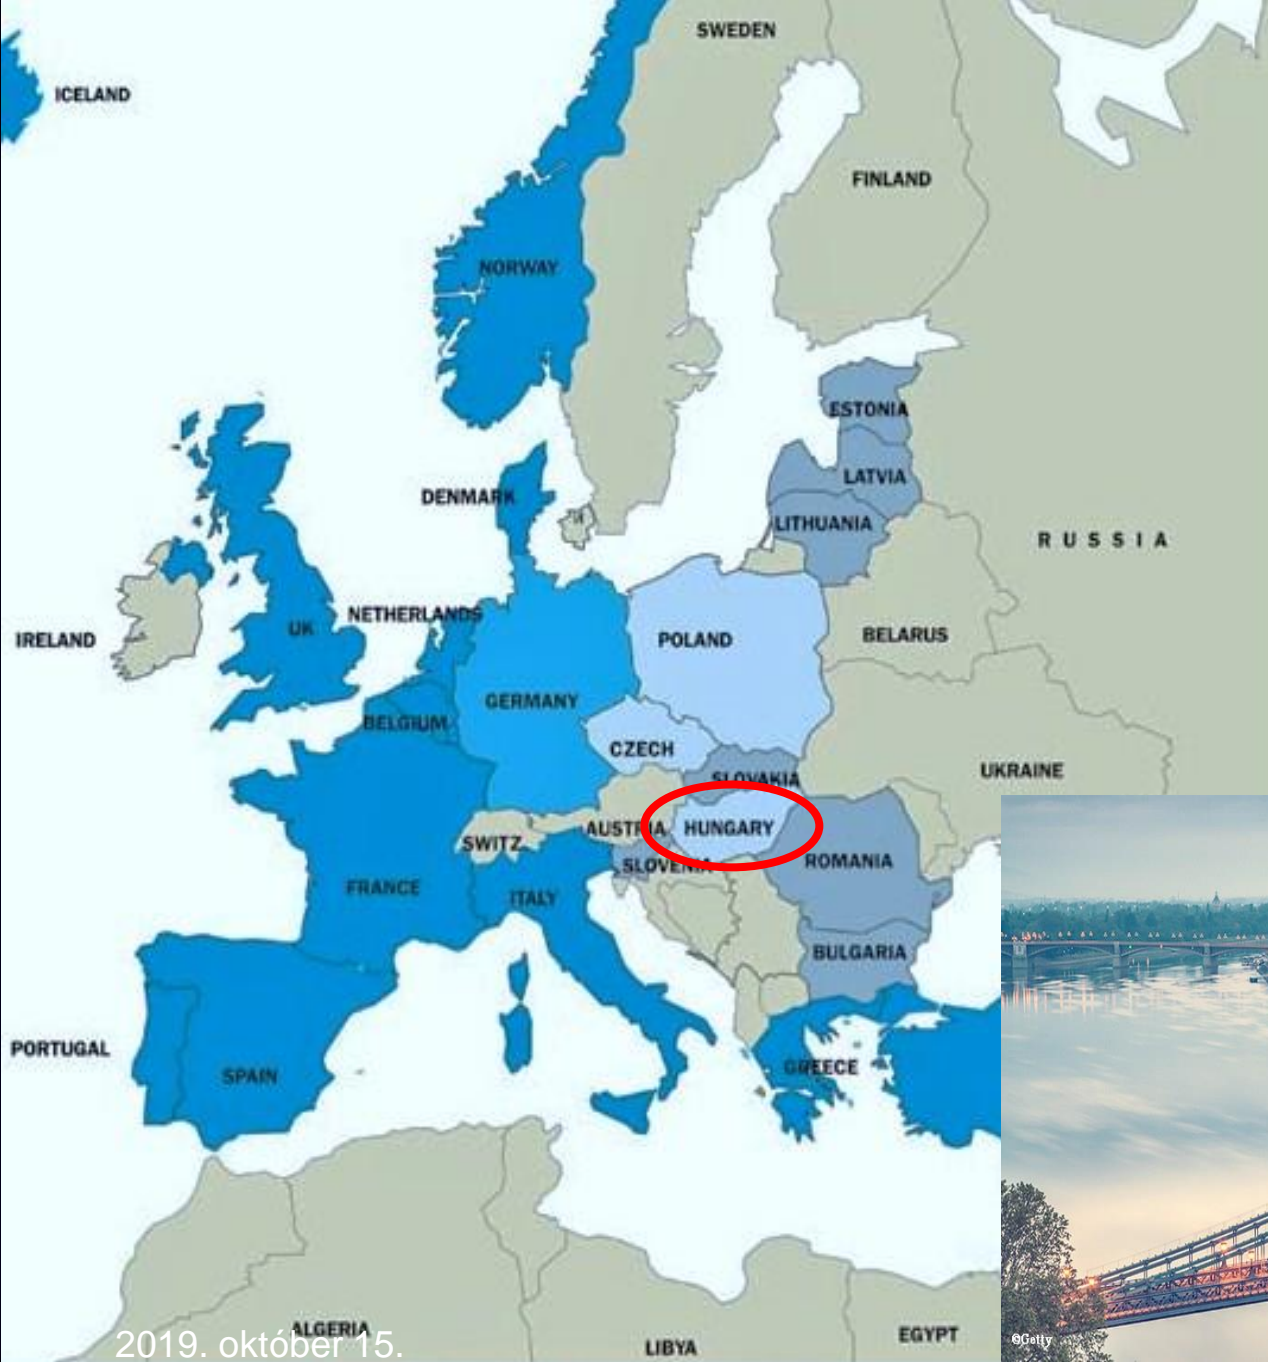 SWEDEN
ICELAND
FINLAND
NORWAY
ESTONIA
LATVIA
DENMARK
LITHUANIA
RUSSIA
NETHERLANDS
UK
IRELAND
POLAND
BELARUS
GERMANY
BELGIUM
CZECH
UKRAINE
SLOVAKIA
AUSTRIA
HUNGARY
SWITZ.
SLOVENIA
ROMANIA
FRANCE
ITALY
BULGARIA
PORTUGAL
SPAIN
GREECE
ALGERIA
2019. október 15.
LIBYA
EGYPT
©Getty